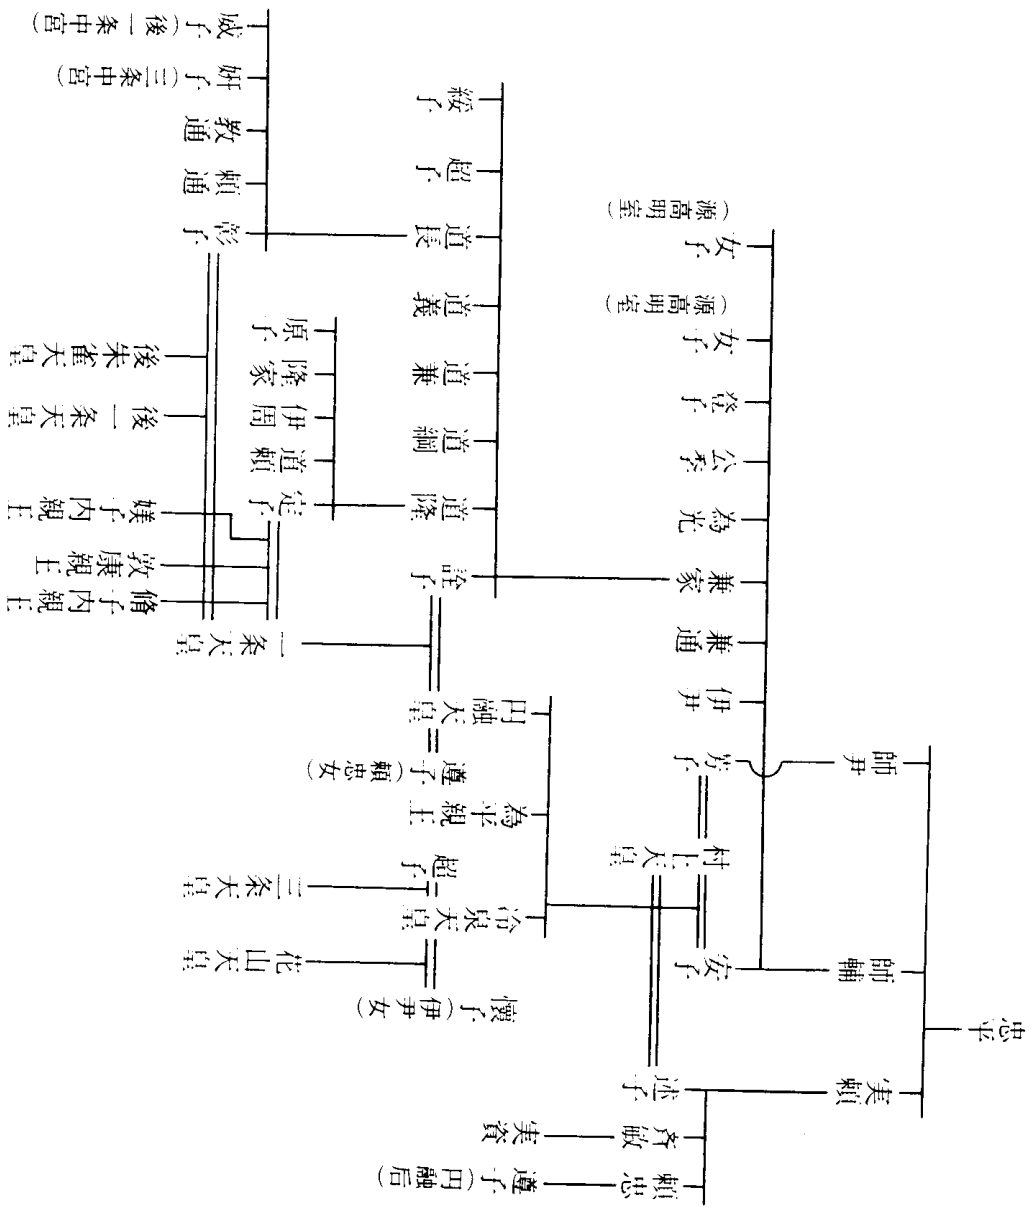 忠平
実頼
師輔
師尹
頼忠
斉敏
述子
安子
村上天皇
芳子
伊尹
兼通
兼家
為光
公季
登子
女子
（源高明室）
女子
（源高明室）
遵子（円融后）
実資
懐子（伊尹女）
冷泉天皇
超子
為平親王
遵子（頼忠女）
円融天皇
詮子
道隆
道綱
道兼
道義
道長
超子
綏子
花山天皇
三条天皇
一条天皇
定子
道頼
伊周
隆家
原子
彰子
頼通
教通
妍子（三条中宮）
威子（後一条中宮）
脩子内親王
敦康親王
媄子内親王
後一条天皇
後朱雀天皇